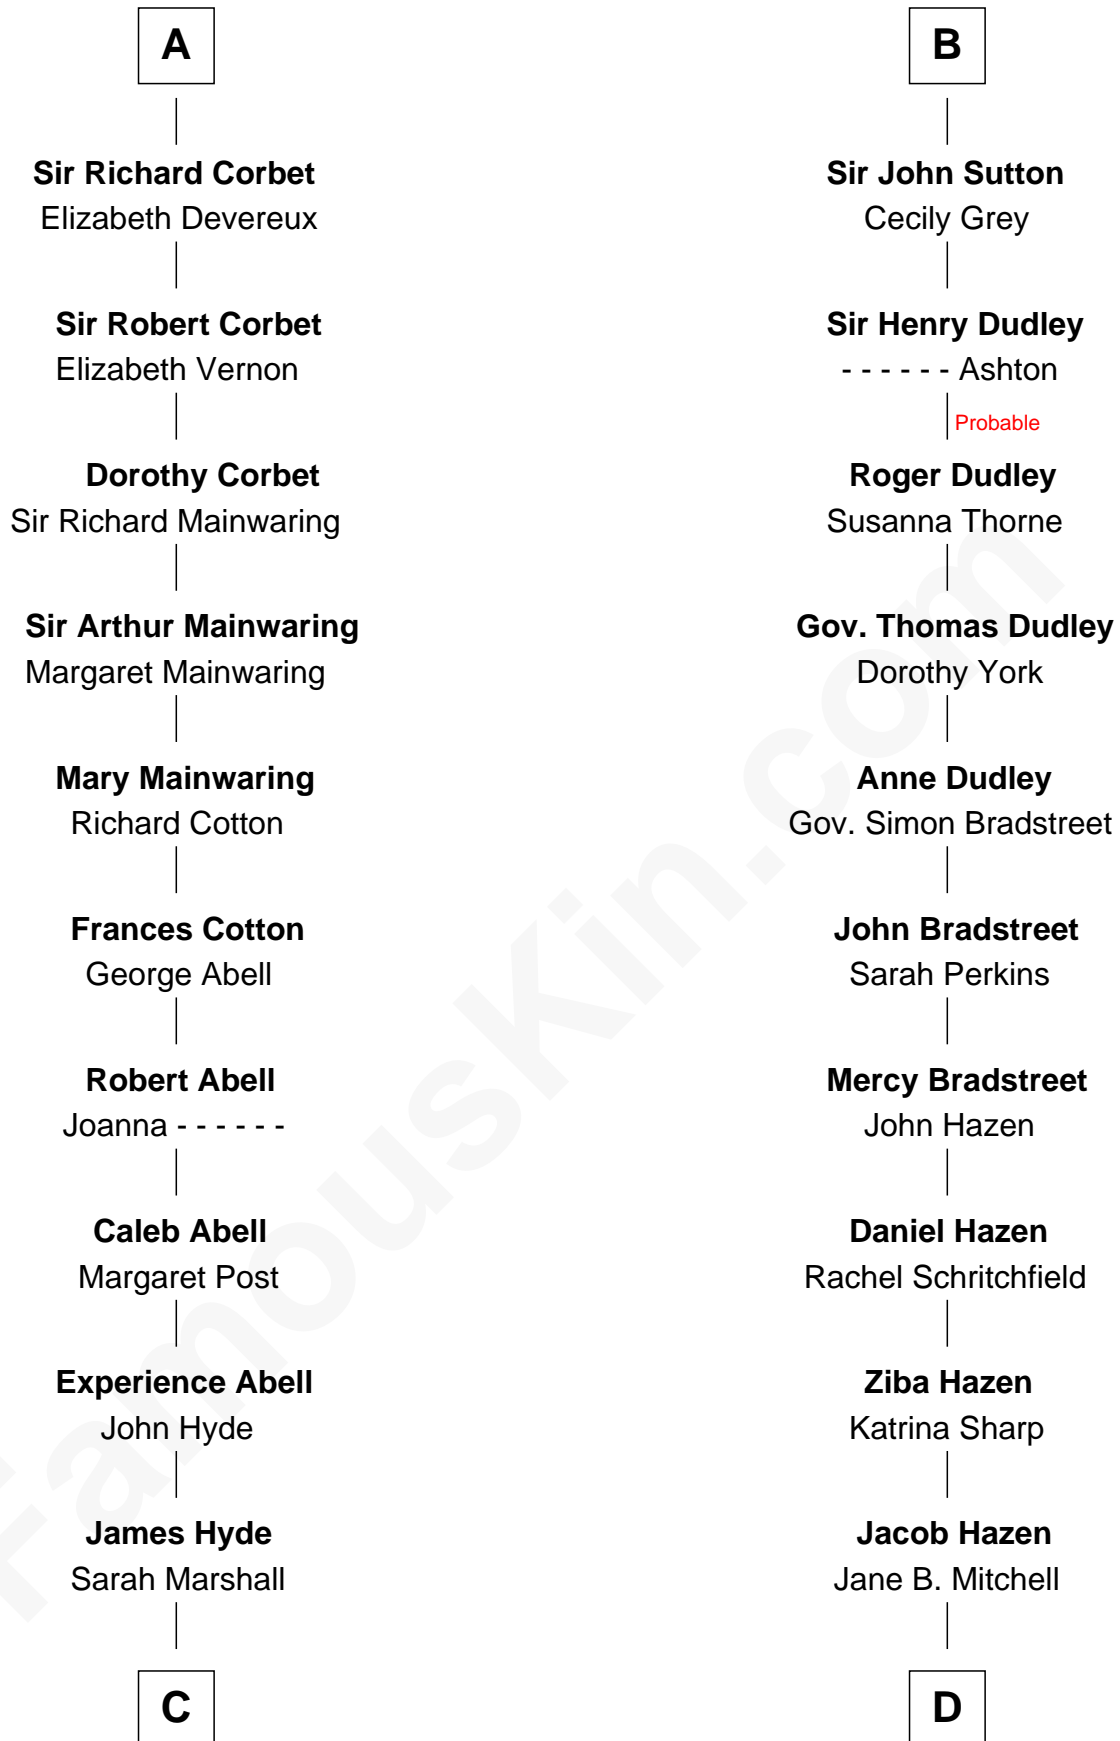 A
Sir Richard Corbet
Elizabeth Devereux
Sir Robert Corbet
Elizabeth Vernon
Dorothy Corbet
Sir Richard Mainwaring
Sir Arthur Mainwaring
Margaret Mainwaring
Mary Mainwaring
Richard Cotton
Frances Cotton
George Abell
Robert Abell
Joanna - - - - - -
Caleb Abell
Margaret Post
Experience Abell
John Hyde
James Hyde
Sarah Marshall
C
B
Sir John Sutton
Cecily Grey
Sir Henry Dudley
- - - - - - Ashton
Probable
Roger Dudley
Susanna Thorne
Gov. Thomas Dudley
Dorothy York
Anne Dudley
Gov. Simon Bradstreet
John Bradstreet
Sarah Perkins
Mercy Bradstreet
John Hazen
Daniel Hazen
Rachel Schritchfield
Ziba Hazen
Katrina Sharp
Jacob Hazen
Jane B. Mitchell
D
FamousKin.com